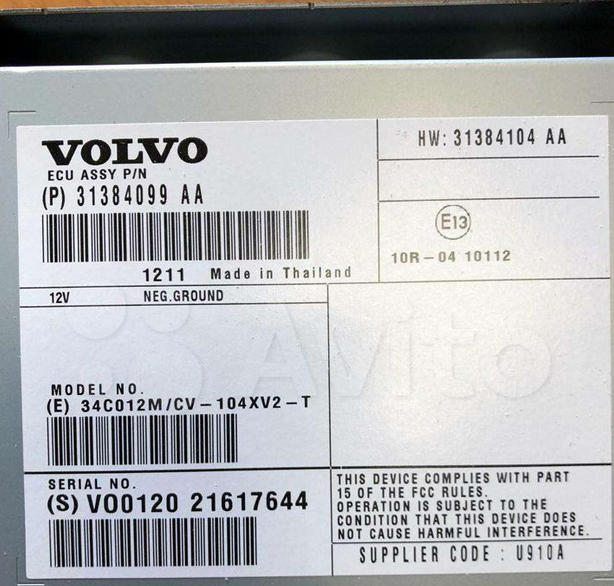 VOLVO
ECU ASSY P/N
(P) 31384099 AA
1211 Made in Thailand
HW: 31384104 AA
E13
10R-04 10112
12V NEG.GROUND
MODEL NO.
(E) 34C012M/CV-104XV2-T
SERIAL NO.
(S) V00120 21617644
THIS DEVICE COMPLIES WITH PART
15 OF THE FCC RULES.
OPERATION IS SUBJECT TO THE
CONDITION THAT THIS DEVICE DOES
NOT CAUSE HARMFUL INTERFERENCE.
SUPPLIER CODE : U910A
Avito